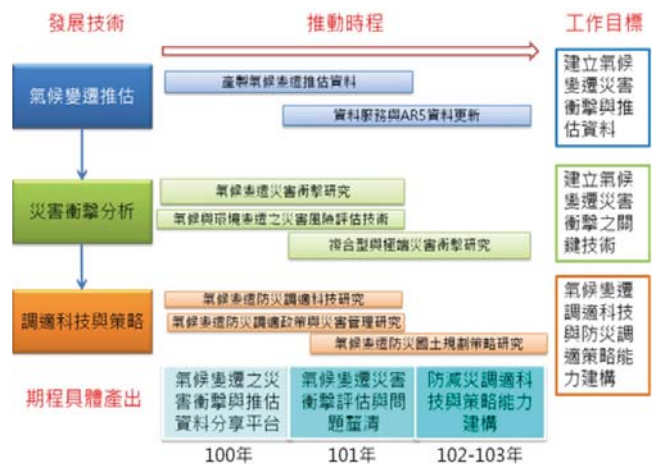 發展技術
推動時程
工作目標
氣候變遷推估
產製氣候變遷推估資料
資料服務與AR5資料更新
建立氣候
變遷災害
衝擊與推
估資料
災害衝擊分析
氣候變遷災害衝擊研究
氣候與環境變遷之災害風險評估技術
複合型與極端災害衝擊研究
建立氣候
變遷災害
衝擊之關
鍵技術
調適科技與策略
氣候變遷防災調適科技研究
氣候變遷防災調適政策與災害管理研究
氣候變遷防災國土規劃策略研究
氣候變遷
調適科技
與防災調
適策略能
力建構
期程具體產出
氣候變遷之災
害衝擊與推估
資料分享平台
氣候變遷災害
衝擊評估與問
題釐清
防減災調適科
技與策略能力
建構
100年
101年
102-103年